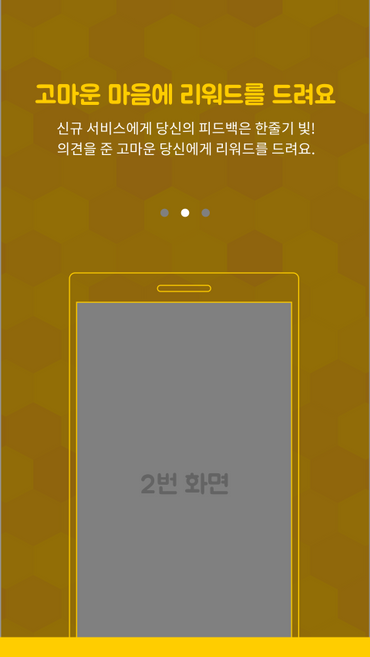 고마운 마음에 리워드를 드려요
신규 서비스에게 당신의 피드백은 한줄기 빛!
의견을 준 고마운 당신에게 리워드를 드려요.
2번 화면